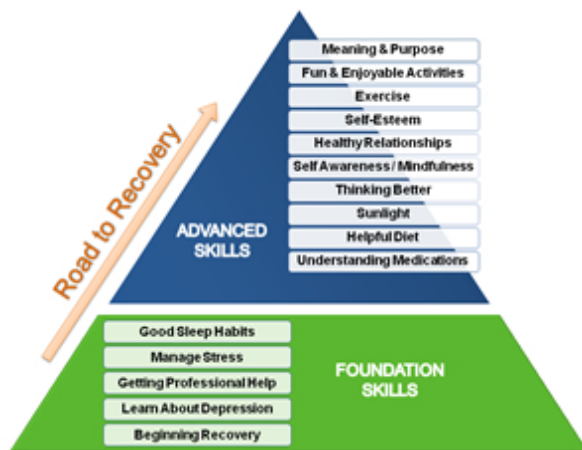 Meaning & Purpose
Fun & Enjoyable Activities
Exercise
Self-Esteem
Healthy Relationships
Self Awareness / Mindfulness
Thinking Better
Sunlight
Helpful Diet
Understanding Medications
ADVANCED
SKILLS
Road to Recovery
Good Sleep Habits
Manage Stress
Getting Professional Help
Learn About Depression
Beginning Recovery
FOUNDATION
SKILLS